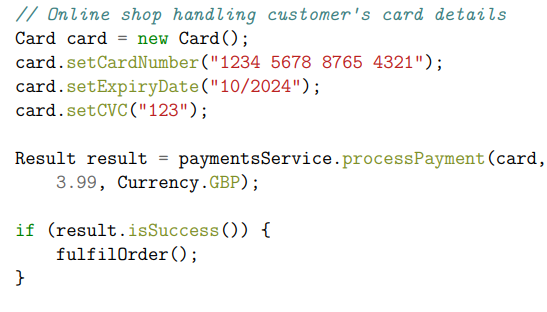 // Online shop handling customer's card details
Card card = new Card();
card.setCardNumber("1234 5678 8765 4321");
card.setExpiryDate("10/2024");
card.setCVC("123");
Result result = paymentsService.processPayment(card,
3.99, Currency.GBP);
if (result.isSuccess()) {
fulfilOrder();
}